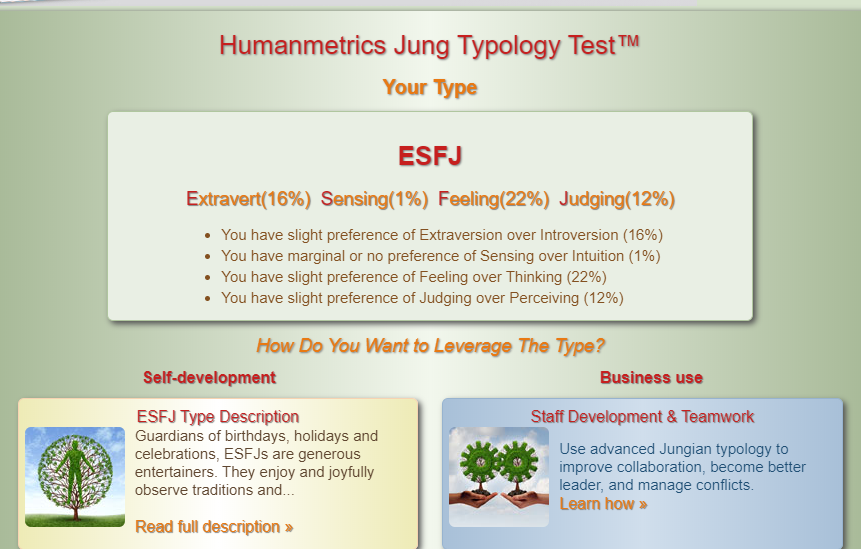 Humanmetrics Jung Typology Test™
Your Type
ESFJ
Extravert(16%) Sensing(1%) Feeling(22%) Judging(12%)
• You have slight preference of Extraversion over Introversion (16%)
• You have marginal or no preference of Sensing over Intuition (1%)
• You have slight preference of Feeling over Thinking (22%)
• You have slight preference of Judging over Perceiving (12%)
How Do You Want to Leverage The Type?
Self-development
ESFJ Type Description
Guardians of birthdays, holidays and
celebrations, ESFJs are generous
entertainers. They enjoy and joyfully
observe traditions and...
Read full description »
Business use
Staff Development & Teamwork
Use advanced Jungian typology to
improve collaboration, become better
leader, and manage conflicts.
Learn how »